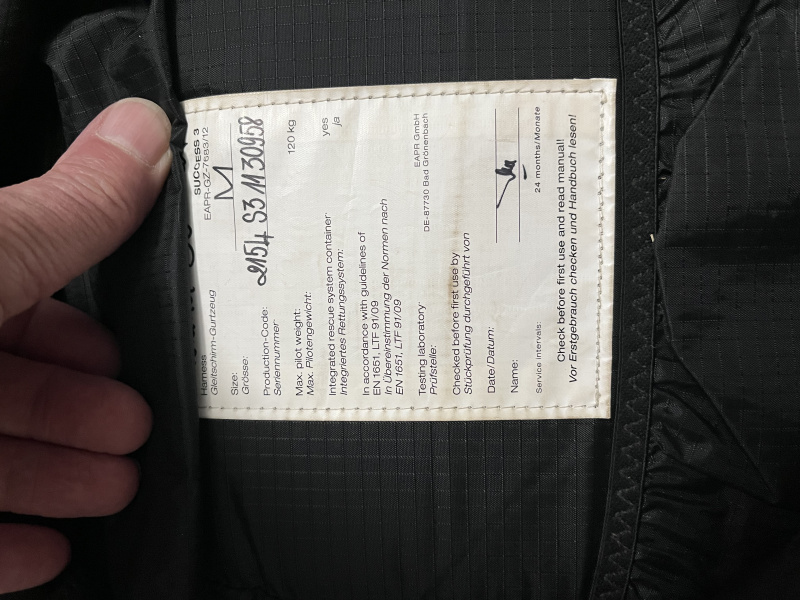 Harness SUCCESS 3
Gleitschirm-Gurtzeug EAPR-GZ-7683/12
Size: M
Grösse:
Production-Code: 2154 S3 M 30958
Seriennummer:
Max. pilot weight: 120 kg
Max. Pilotengewicht:
Integrated rescue system container yes
Integriertes Rettungssystem: ja
In accordance with guidelines of
EN 1651, LTF 91/09
In Übereinstimmung der Normen nach
EN 1651, LTF 91/09
Testing laboratory: EAPR GmbH
Prüfstelle: DE-87730 Bad Grönenbach
Checked before first use by
Stückprüfung durchgeführt von
Date/Datum:
Name:
Service intervals: 24 months/Monate
Check before first use and read manual!
Vor Erstgebrauch checken und Handbuch lesen!